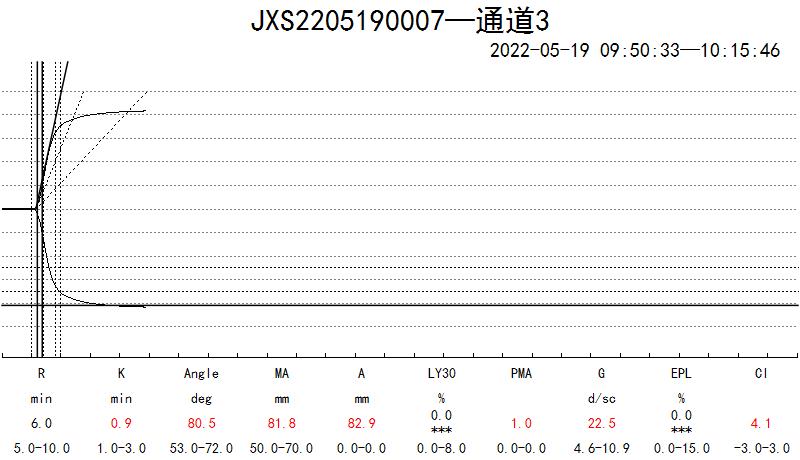 JXS2205190007—通道3
2022-05-19 09:50:33—10:15:46
R K Angle MA A LY30 PMA G EPL CI
min min deg mm mm % d/sc %
6.0 0.9 80.5 81.8 82.9 0.0 *** 1.0 22.5 0.0 *** 4.1
5.0-10.0 1.0-3.0 53.0-72.0 50.0-70.0 0.0-0.0 0.0-8.0 0.0-0.0 4.6-10.9 0.0-15.0 -3.0-3.0